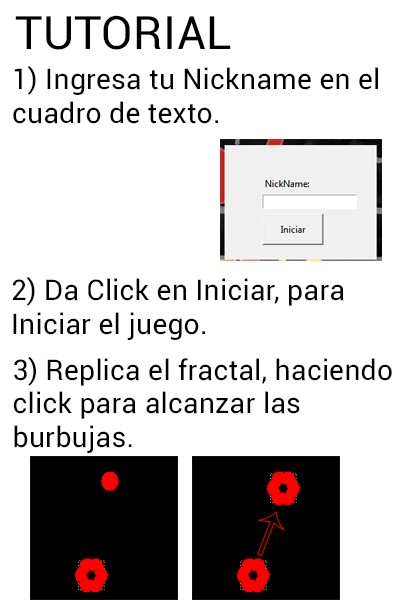 TUTORIAL
1) Ingresa tu Nickname en el
cuadro de texto.
NickName:
Iniciar
2) Da Click en Iniciar, para
Iniciar el juego.
3) Replica el fractal, haciendo
click para alcanzar las
burbujas.